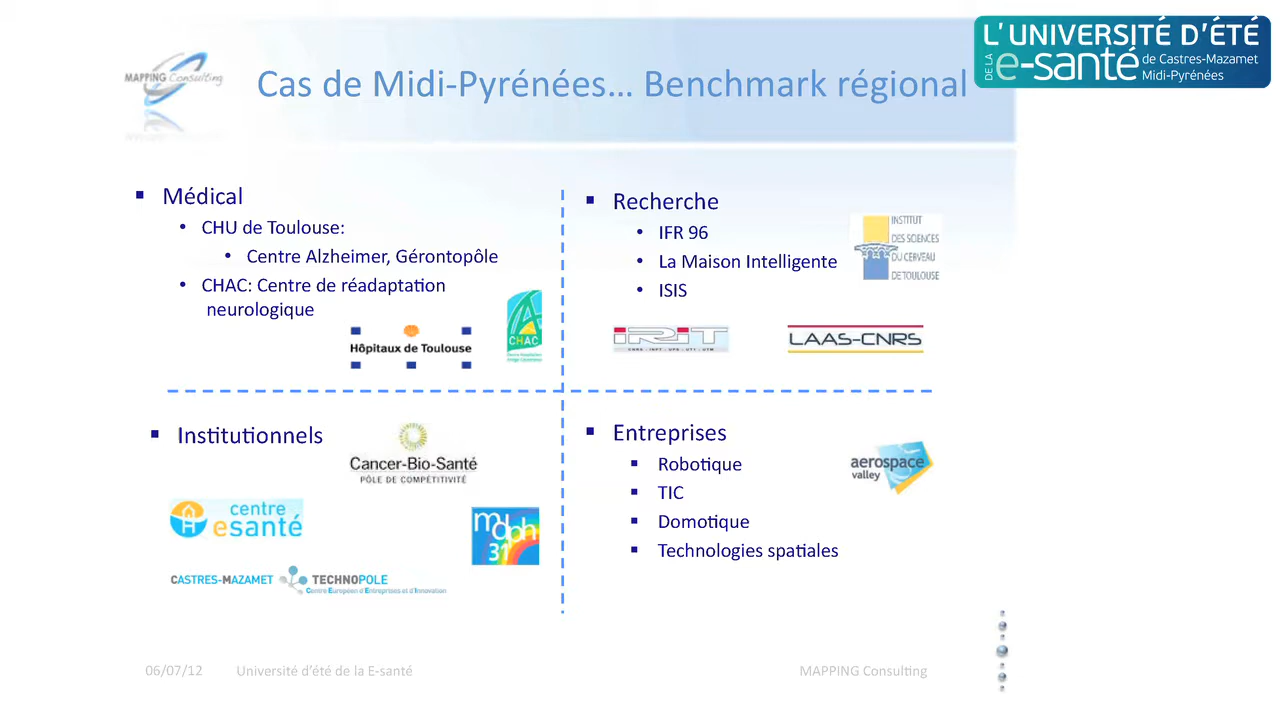 L'UNIVERSITÉ D'ÉTÉ
DE LA e-santé de Castres-Mazamet
Midi-Pyrénées
MAPPING Consulting
Cas de Midi-Pyrénées... Benchmark régional
Médical
CHU de Toulouse:
Centre Alzheimer, Gérontopôle
CHAC: Centre de réadaptation
neurologique
Hôpitaux de Toulouse
CHAC
Recherche
IFR 96
La Maison Intelligente
ISIS
INSTITUT
DES SCIENCES
DU CERVEAU
DE TOULOUSE
IRIT
LAAS-CNRS
Institutionnels
Cancer-Bio-Santé
PÔLE DE COMPÉTITIVITÉ
centre
esanté
mdph
31
CASTRES-MAZAMET TECHNOPOLE
Centre Européen d'Entreprises et d'Innovation
Entreprises
Robotique
TIC
Domotique
Technologies spatiales
aerospace
valley
06/07/12 Université d'été de la E-santé MAPPING Consulting